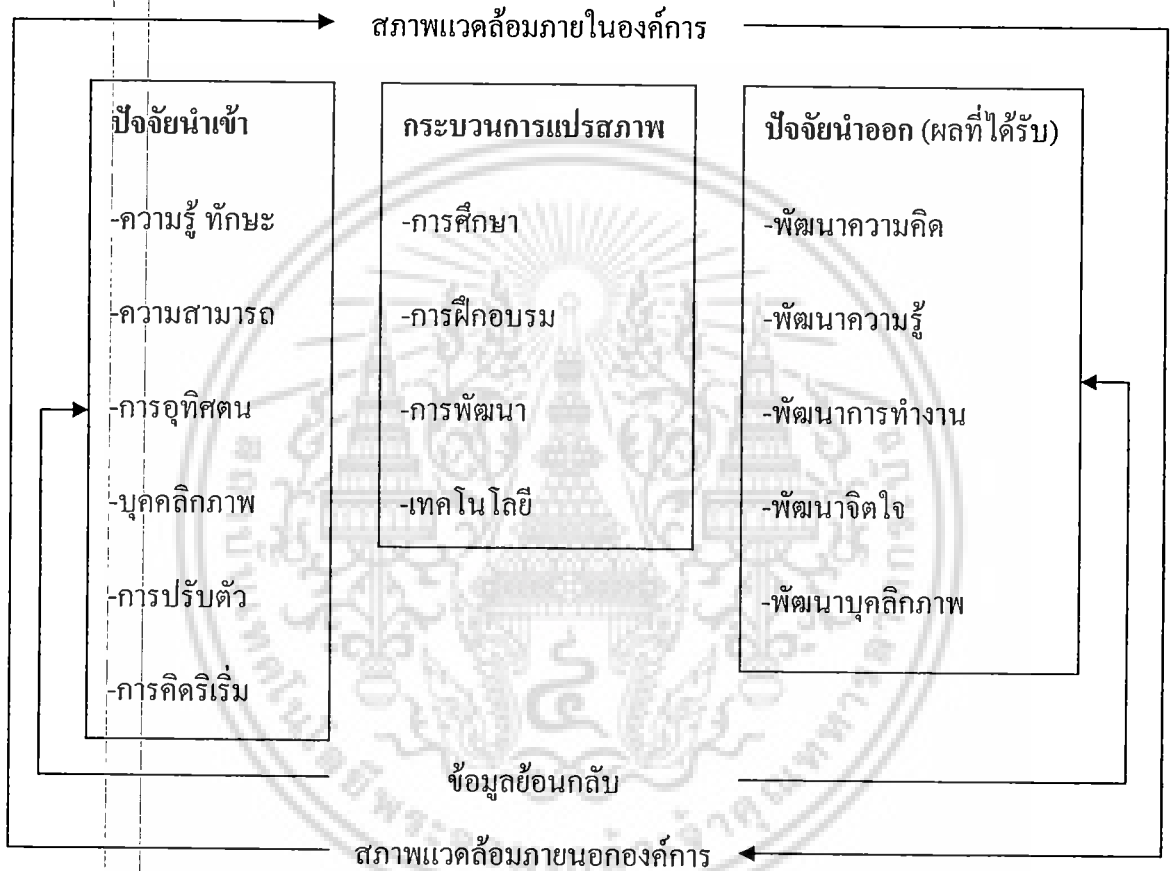 สภาพแวดล้อมภายในองค์การ
ปัจจัยนำเข้า
-ความรู้ ทักษะ
-ความสามารถ
-การอุทิศตน
-บุคคลิกภาพ
-การปรับตัว
-การคิดริเริ่ม
กระบวนการแปรสภาพ
-การศึกษา
-การฝึกอบรม
-การพัฒนา
-เทคโนโลยี
ปัจจัยนำออก (ผลที่ได้รับ)
-พัฒนาความคิด
-พัฒนาความรู้
-พัฒนาการทำงาน
-พัฒนาจิตใจ
-พัฒนาบุคลิกภาพ
ข้อมูลย้อนกลับ
สภาพแวดล้อมภายนอกองค์การ